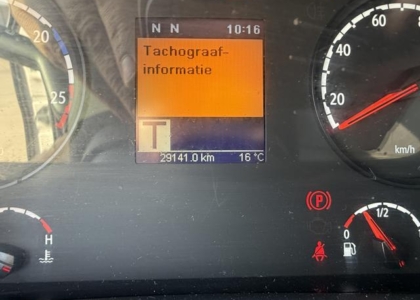 N N 10:16
Tachograaf-
informatie
T
29141.0 km 16 °C
20
25
H
60
40
20
km/h
P
0 1/2